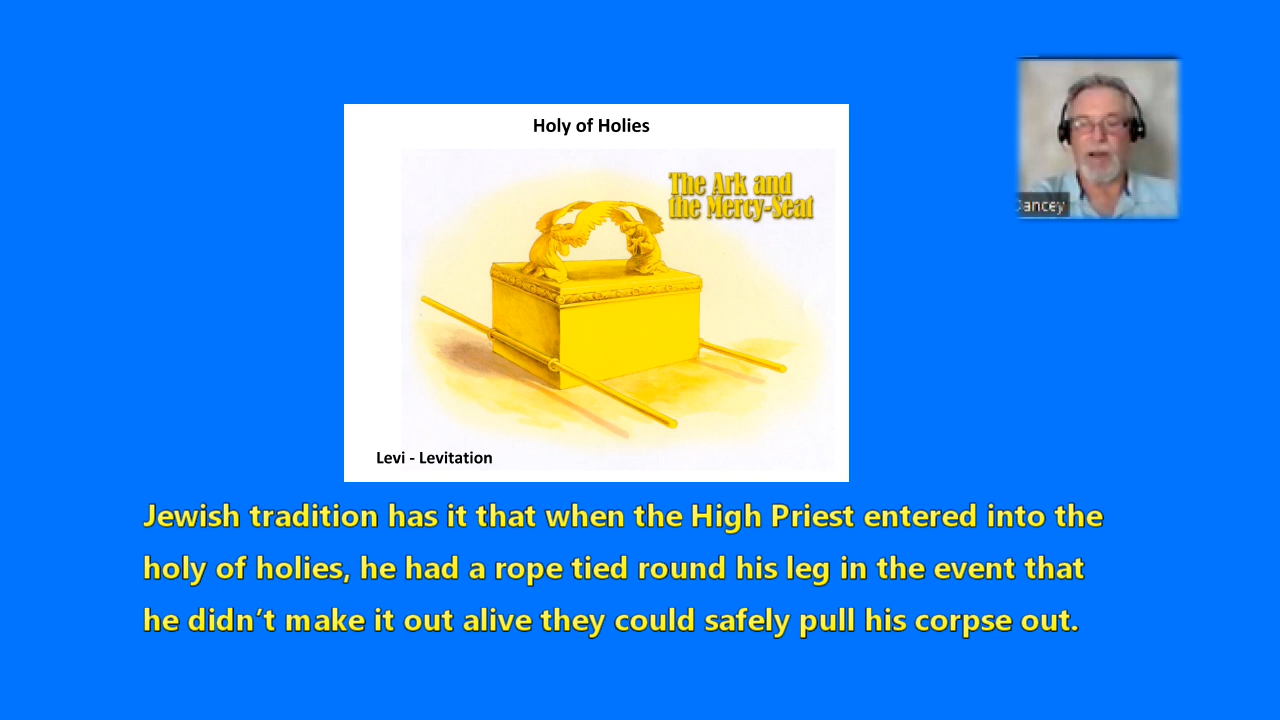 Holy of Holies
The Ark and
the Mercy-Seat
Dancey
Levi - Levitation
Jewish tradition has it that when the High Priest entered into the
holy of holies, he had a rope tied round his leg in the event that
he didn’t make it out alive they could safely pull his corpse out.